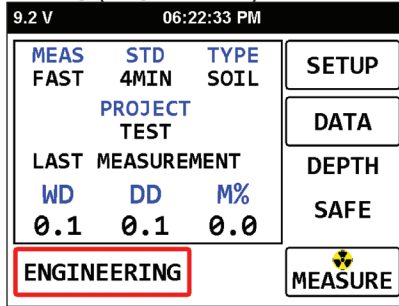 9.2 V 06:22:33 PM
MEAS STD TYPE
FAST 4MIN SOIL
PROJECT
TEST
LAST MEASUREMENT
WD DD M%
0.1 0.1 0.0
ENGINEERING
SETUP
DATA
DEPTH
SAFE
MEASURE